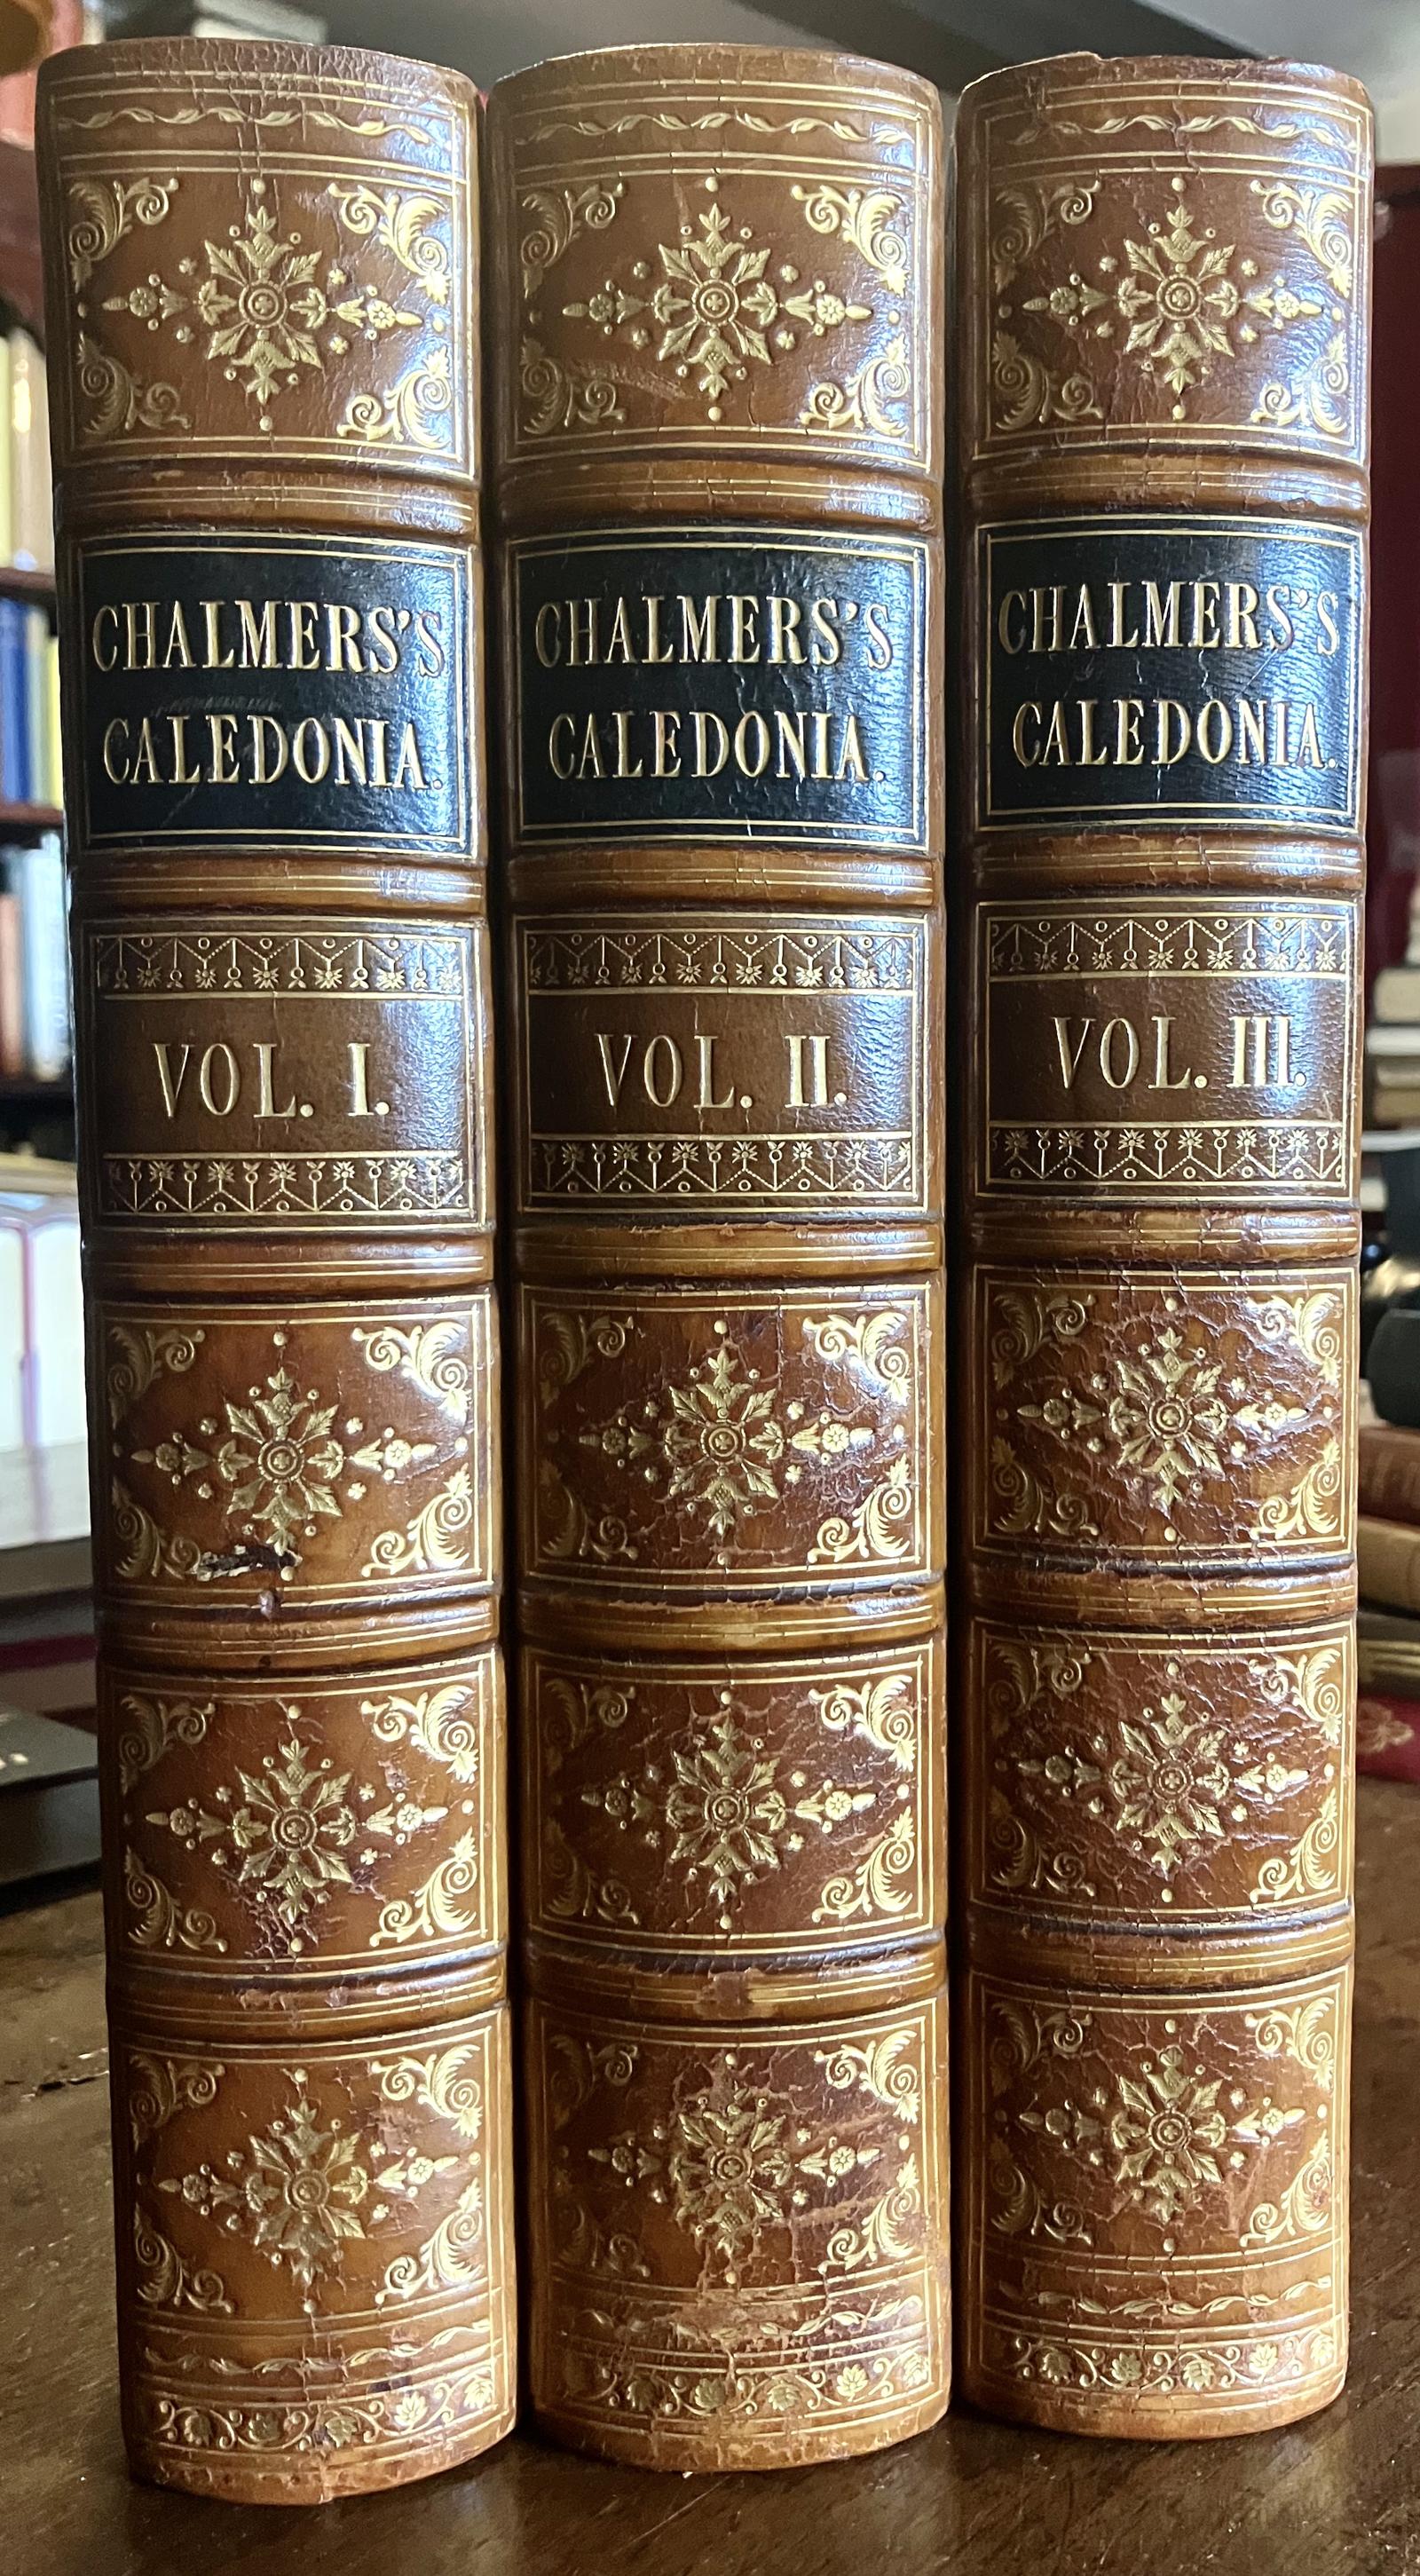 CHALMERS'S
CALEDONIA.
VOL. I.
CHALMERS'S
CALEDONIA.
VOL. II.
CHALMERS'S
CALEDONIA.
VOL. III.